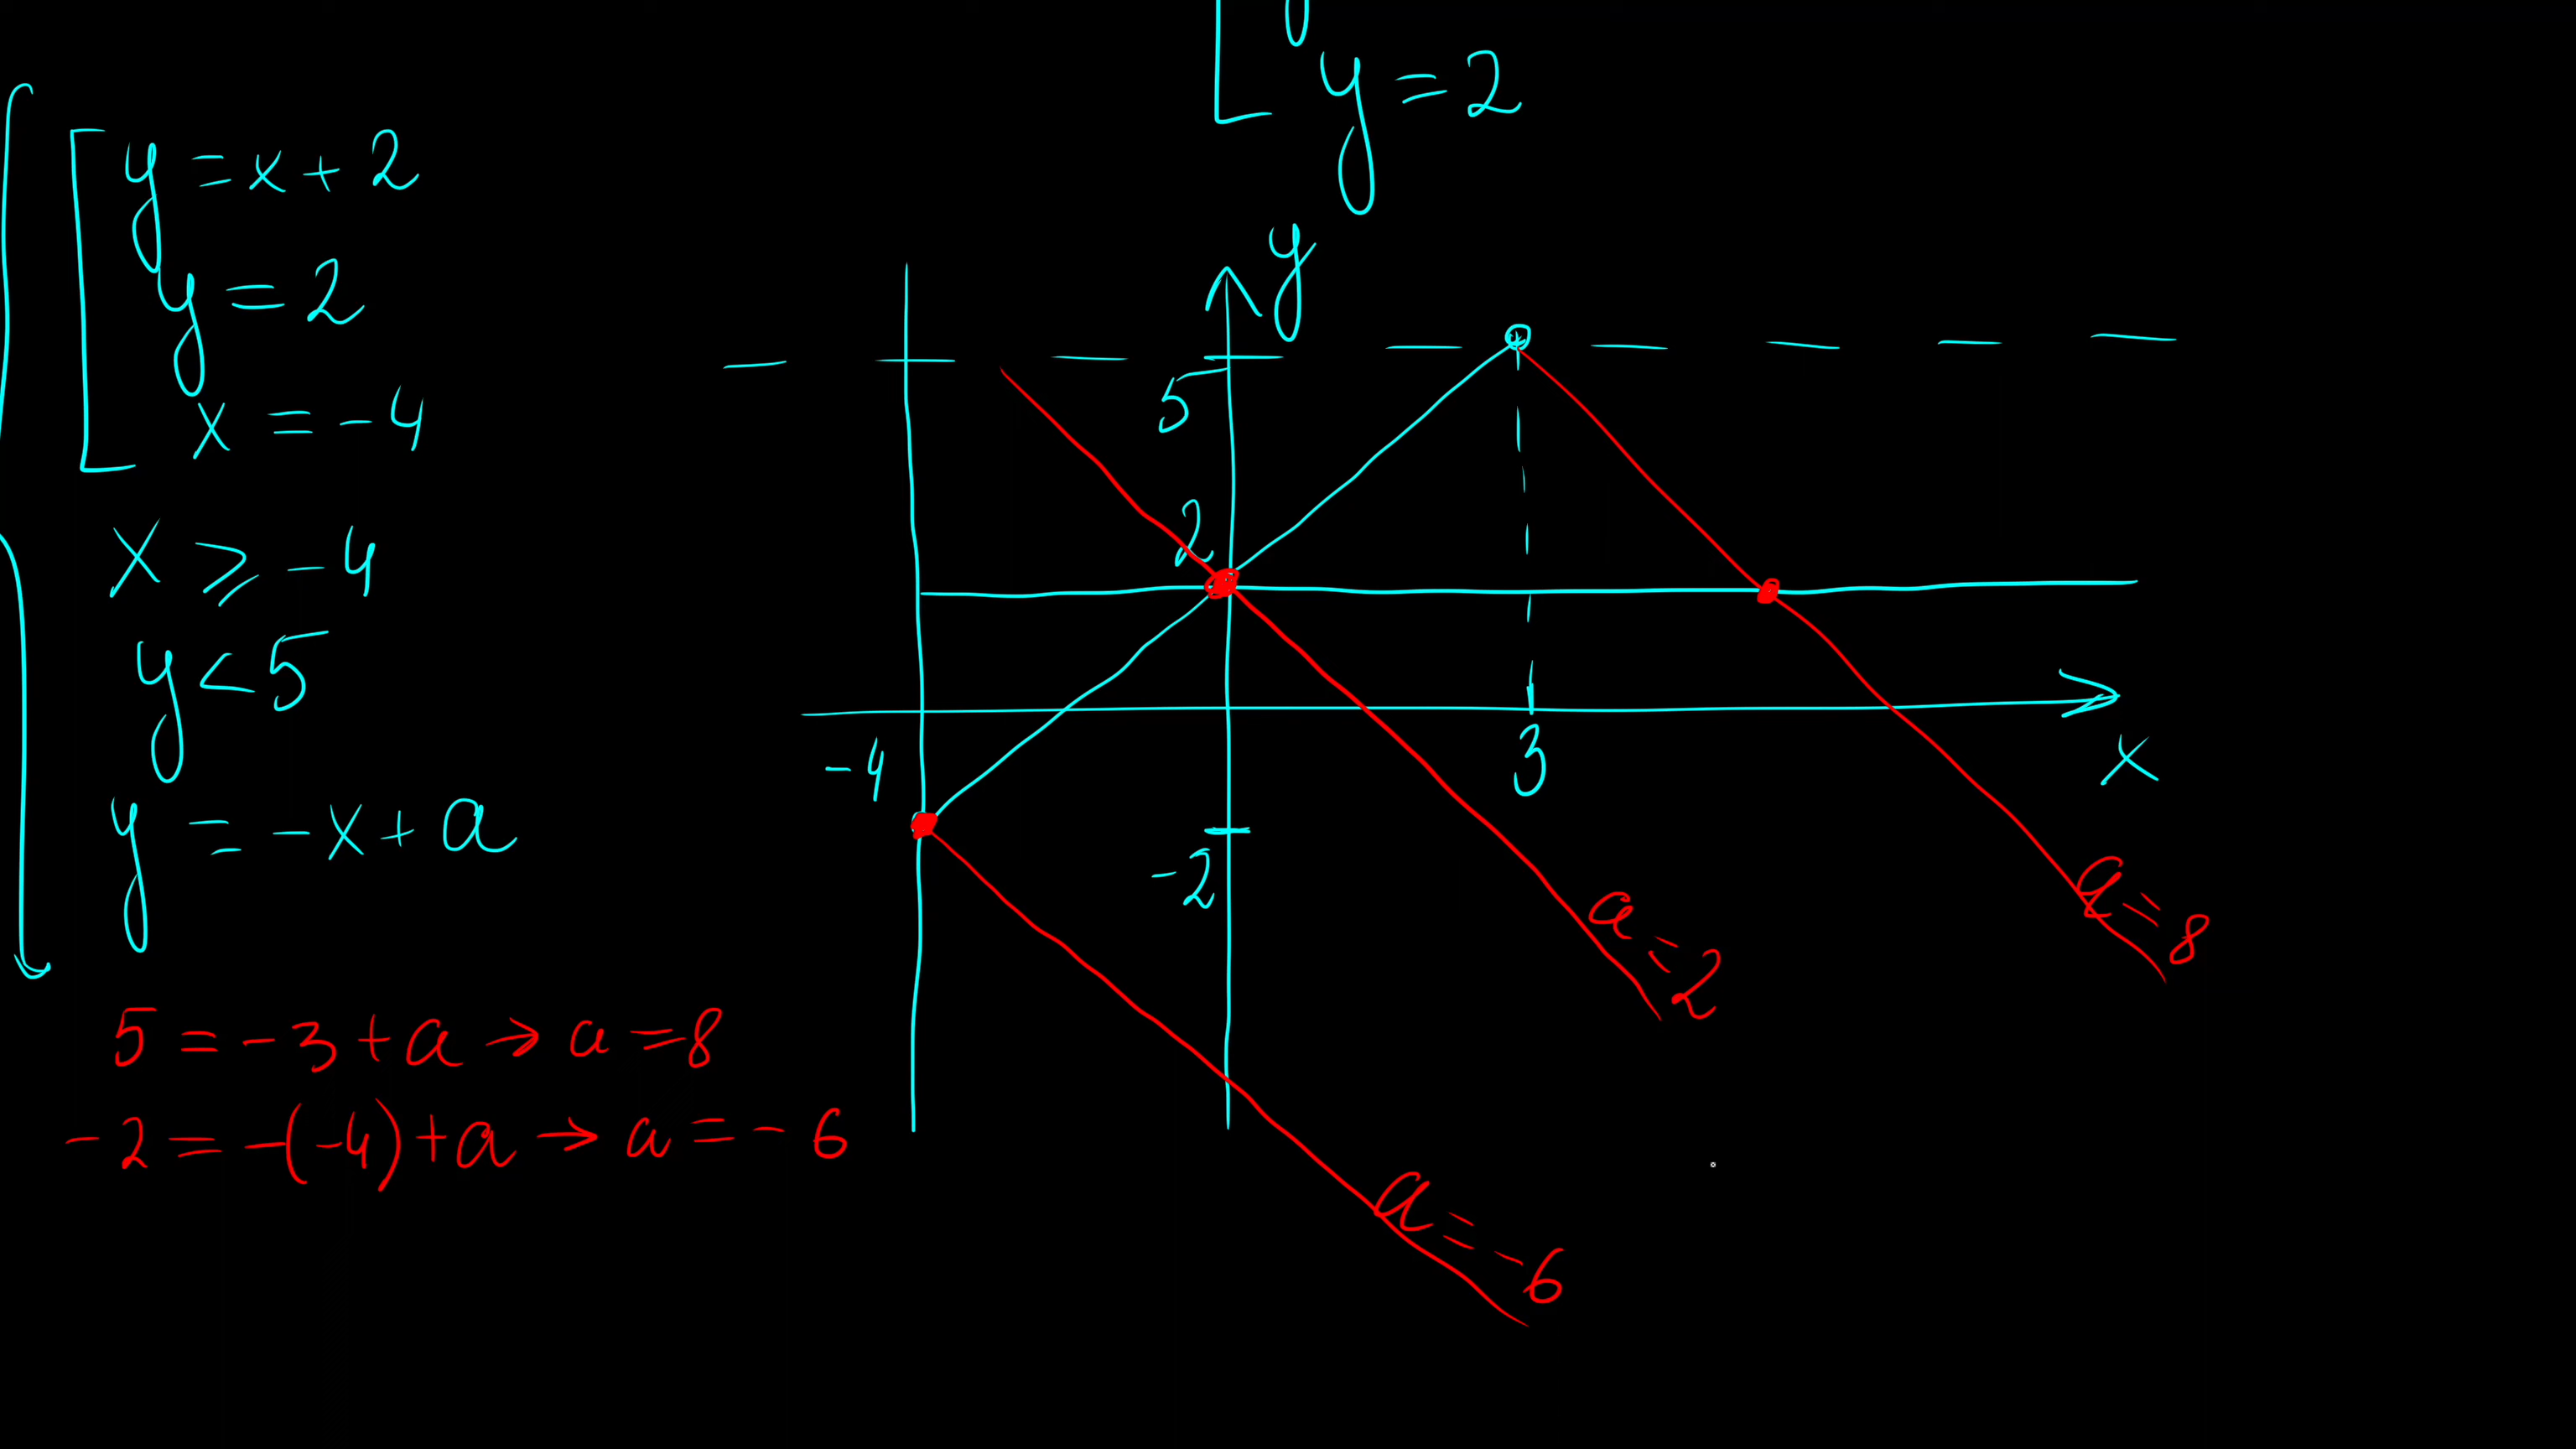 y = 2
y = x + 2
y = 2
x = -4
x ⩾ -4
y < 5
y = -x + a
5 = -3 + a → a = 8
-2 = -(-4) + a → a = -6
y
5
2
-4
3
x
-2
a = 8
a = 2
a = -6